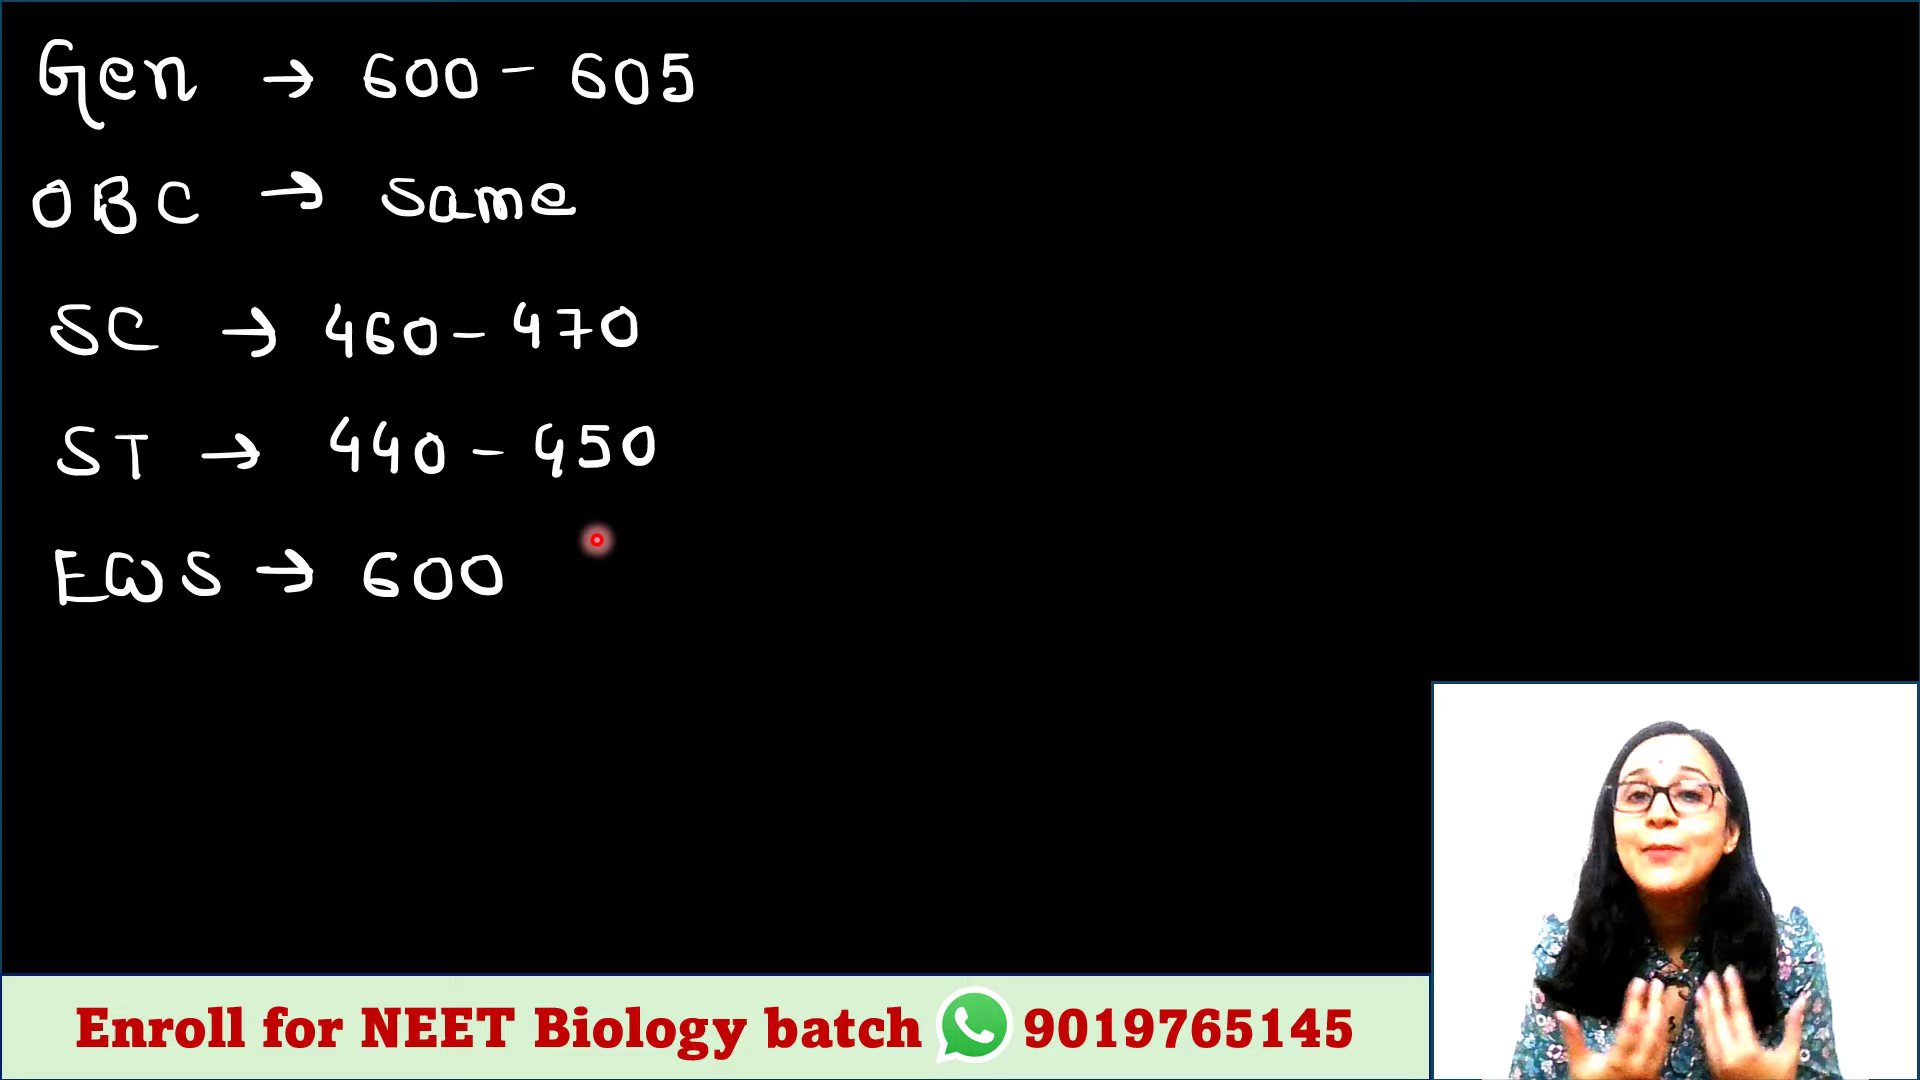 Gen → 600 - 605
OBC → same
SC → 460 - 470
ST → 440 - 450
EWS → 600
Enroll for NEET Biology batch 9019765145